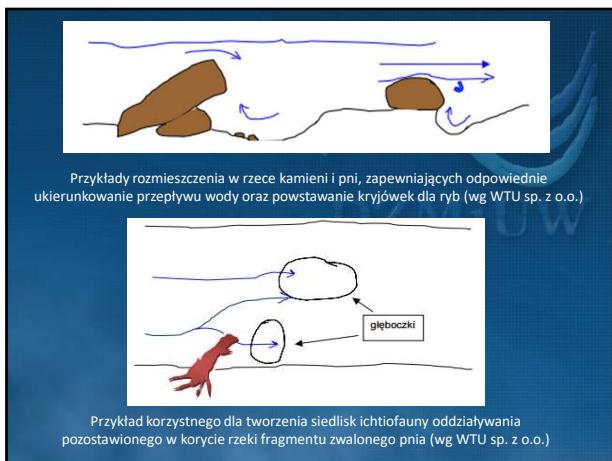 Przykłady rozmieszczenia w rzece kamieni i pni, zapewniających odpowiednie
ukierunkowanie przepływu wody oraz powstawanie kryjówek dla ryb (wg WTU sp. z o.o.)
głęboczki
Przykład korzystnego dla tworzenia siedlisk ichtiofauny oddziaływania
pozostawionego w korycie rzeki fragmentu zwalonego pnia (wg WTU sp. z o.o.)